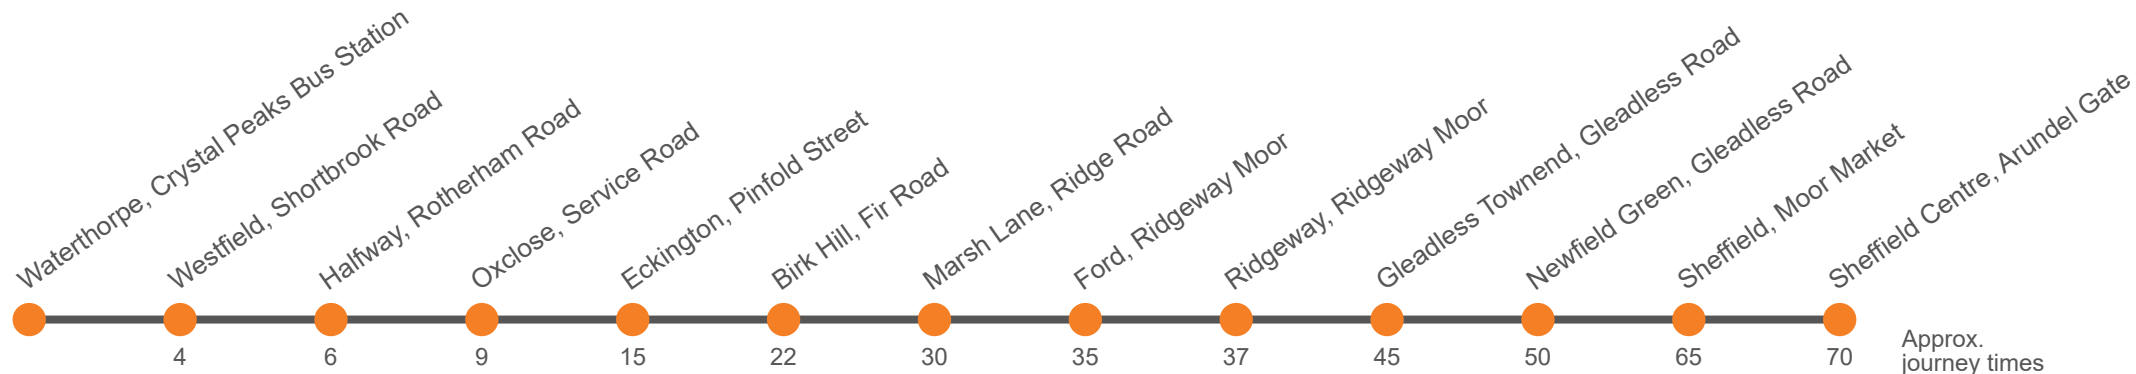 Waterthorpe, Crystal Peaks Bus Station
Westfield, Shortbrook Road
Halfway, Rotherham Road
Oxclose, Service Road
Eckington, Pinfold Street
Birk Hill, Fir Road
Marsh Lane, Ridge Road
Ford, Ridgeway Moor
Ridgeway, Ridgeway Moor
Gleadless Townend, Gleadless Road
Newfield Green, Gleadless Road
Sheffield, Moor Market
Sheffield Centre, Arundel Gate
4 6 9 15 22 30 35 37 45 50 65 70
Approx.
journey times